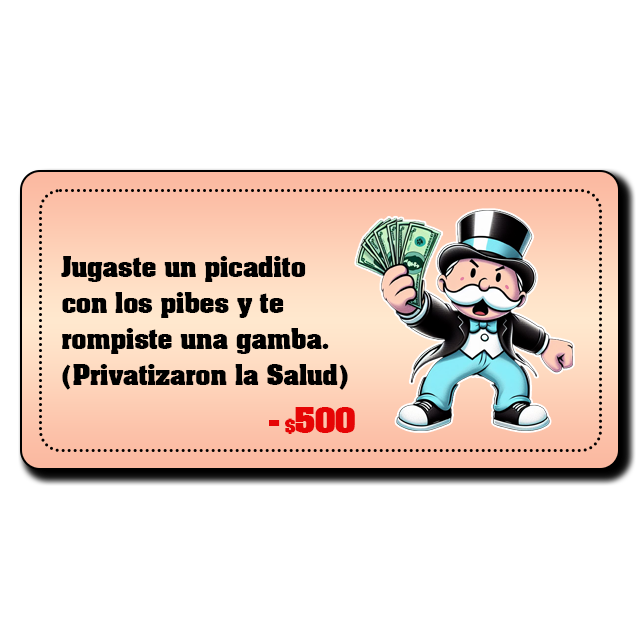 Jugaste un picadito
con los pibes y te
rompiste una gamba.
(Privatizaron la Salud)
- $500